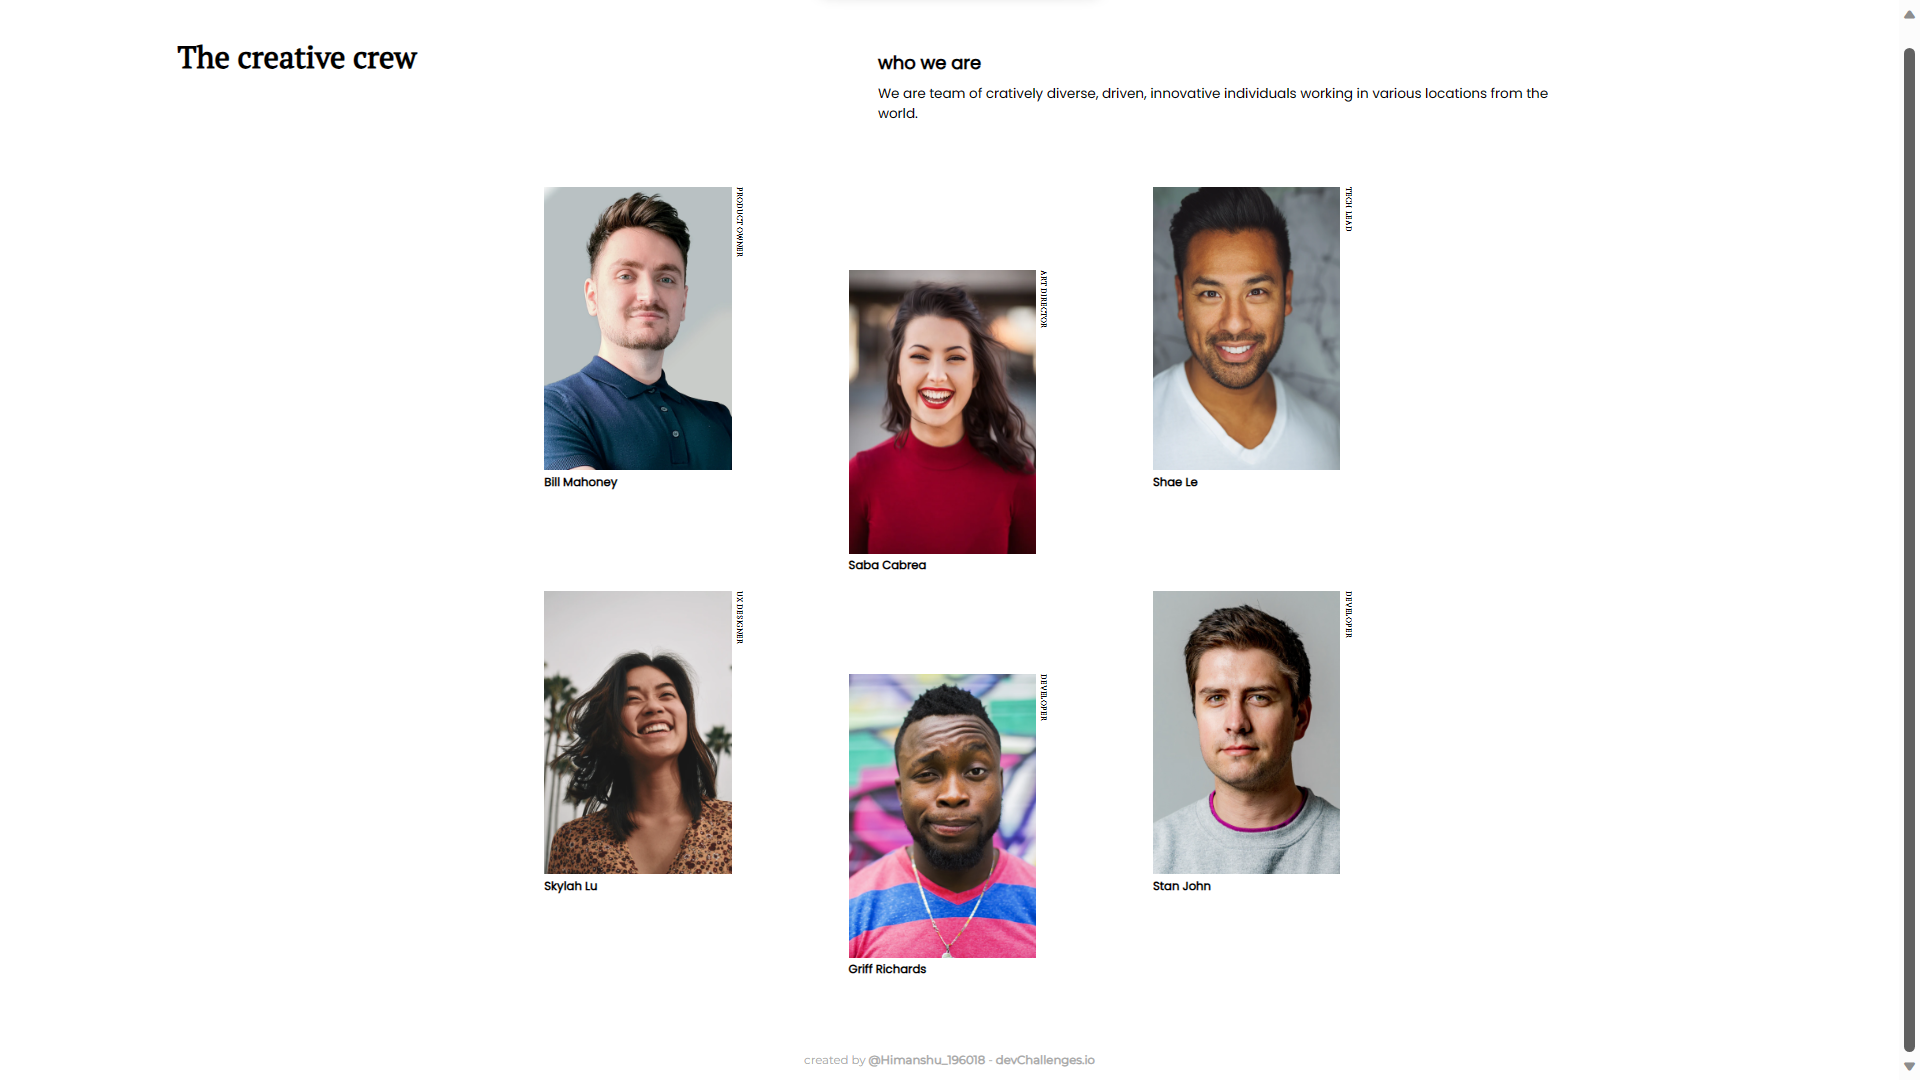 The creative crew
who we are
We are team of cratively diverse, driven, innovative individuals working in various locations from the
world.
PRODUCT OWNER
Bill Mahoney
ART DIRECTOR
Saba Cabrea
TECH LEAD
Shae Le
UX DESIGNER
Skylah Lu
DEVELOPER
Griff Richards
DEVELOPER
Stan John
created by @Himanshu_196018 - devChallenges.io